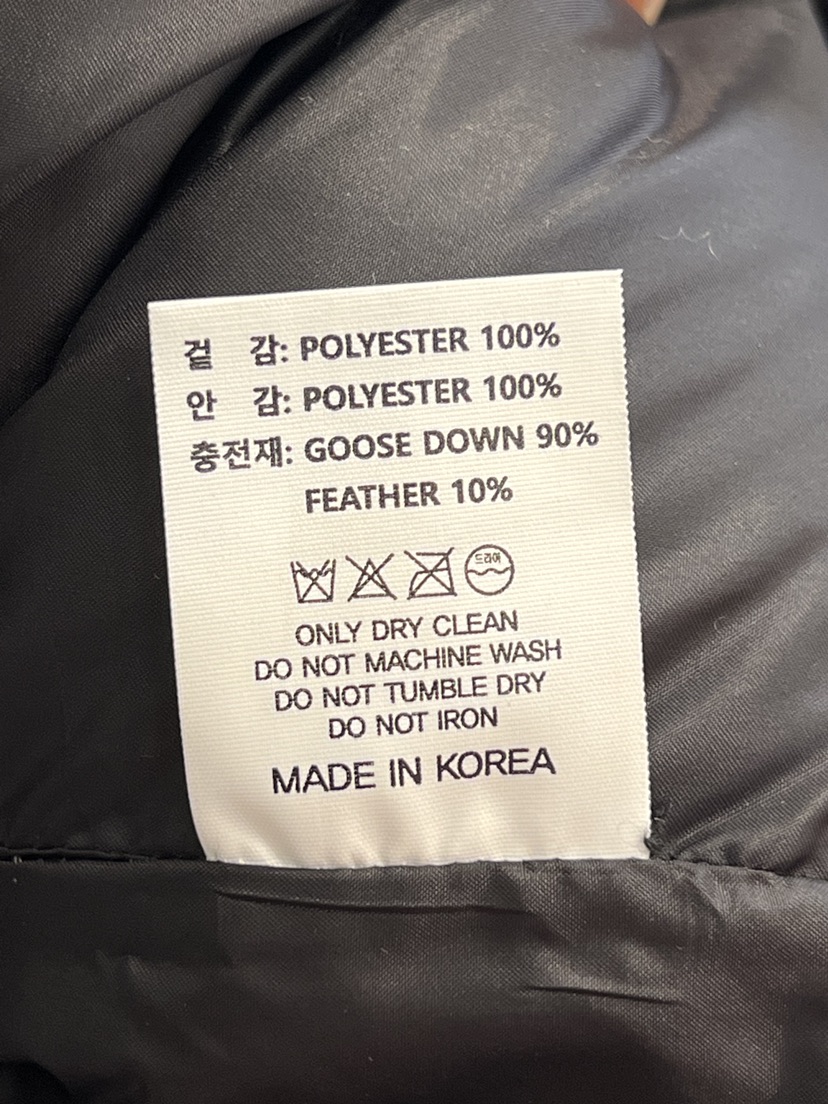 겉 감: POLYESTER 100%
안 감: POLYESTER 100%
충전재: GOOSE DOWN 90%
FEATHER 10%
드라이
ONLY DRY CLEAN
DO NOT MACHINE WASH
DO NOT TUMBLE DRY
DO NOT IRON
MADE IN KOREA